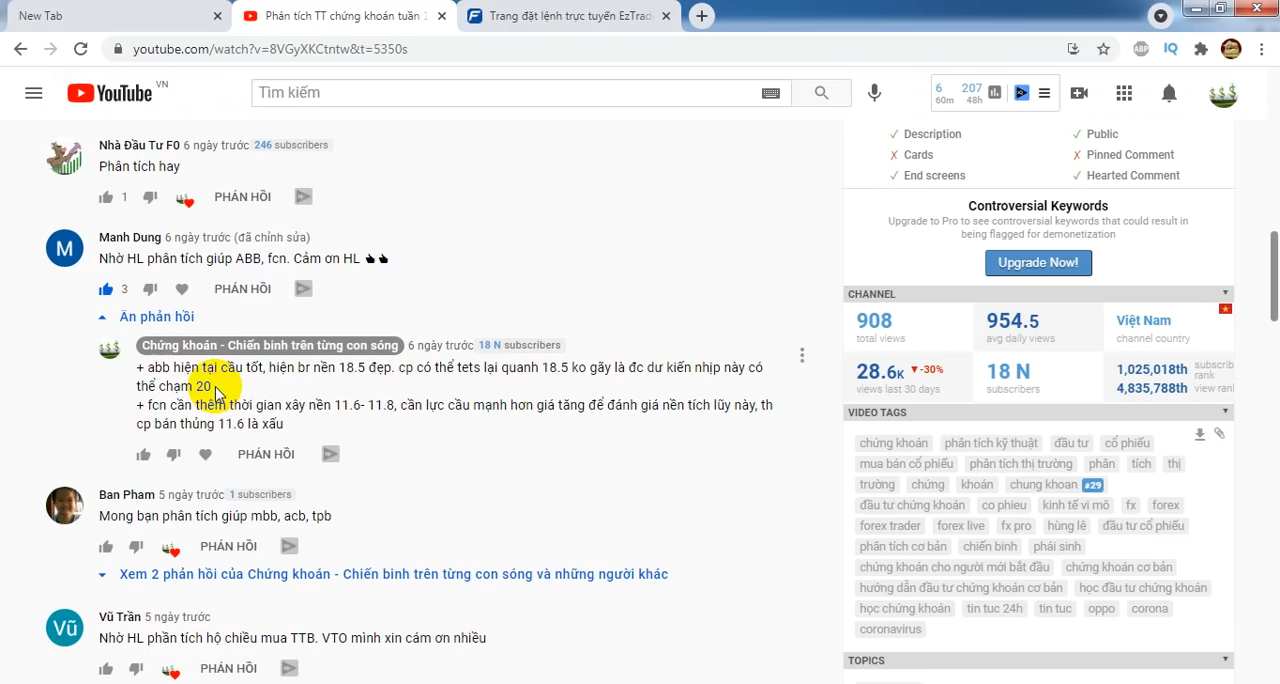 New Tab
Phân tích TT chứng khoán tuần 1
Trang đặt lệnh trực tuyến EzTrade
youtube.com/watch?v=8VGyXKCtntw&t=5350s
ABP
IQ
YouTube VN
Tìm kiếm
6 60m 207 48h
Nhà Đầu Tư F0 6 ngày trước 246 subscribers
Phân tích hay
1 PHẢN HỒI
Manh Dung 6 ngày trước (đã chỉnh sửa)
Nhờ HL phân tích giúp ABB, fcn. Cảm ơn HL
3 PHẢN HỒI
Ẩn phản hồi
Chứng khoán - Chiến binh trên từng con sóng 6 ngày trước 18 N subscribers
+ abb hiện tại cầu tốt, hiện br nền 18.5 đẹp. cp có thể tets lại quanh 18.5 ko gãy là đc dư kiến nhịp này có
thể chạm 20
+ fcn cần thêm thời gian xây nền 11.6- 11.8, cần lực cầu mạnh hơn giá tăng để đánh giá nền tích lũy này, th
cp bán thủng 11.6 là xấu
PHẢN HỒI
Ban Pham 5 ngày trước 1 subscribers
Mong bạn phân tích giúp mbb, acb, tpb
PHẢN HỒI
Xem 2 phản hồi của Chứng khoán - Chiến binh trên từng con sóng và những người khác
Vũ Trần 5 ngày trước
Nhờ HL phần tích hộ chiều mua TTB. VTO mình xin cám ơn nhiều
PHẢN HỒI
Description Public
Cards Pinned Comment
End screens Hearted Comment
Controversial Keywords
Upgrade to Pro to see controversial keywords that could result in
being flagged for demonetization
Upgrade Now!
CHANNEL
908 954.5 Việt Nam
total views avg daily views channel country
28.6K -30% 18 N 1,025,018th subscrib rank
views last 30 days subscribers 4,835,788th view rank
VIDEO TAGS
chứng khoán phân tích kỹ thuật đầu tư cổ phiếu
mua bán cổ phiếu phân tích thị trường phân tích thị
trường chứng khoán chung khoan #29
đầu tư chứng khoán co phieu kinh tế vi mô fx forex
forex trader forex live fx pro hùng lê đầu tư cổ phiếu
phân tích cơ bản chiến binh phái sinh
chứng khoán cho người mới bắt đầu chứng khoán cơ bản
hướng dẫn đầu tư chứng khoán cơ bản học đầu tư chứng khoán
học chứng khoán tin tuc 24h tin tuc oppo corona
coronavirus
TOPICS